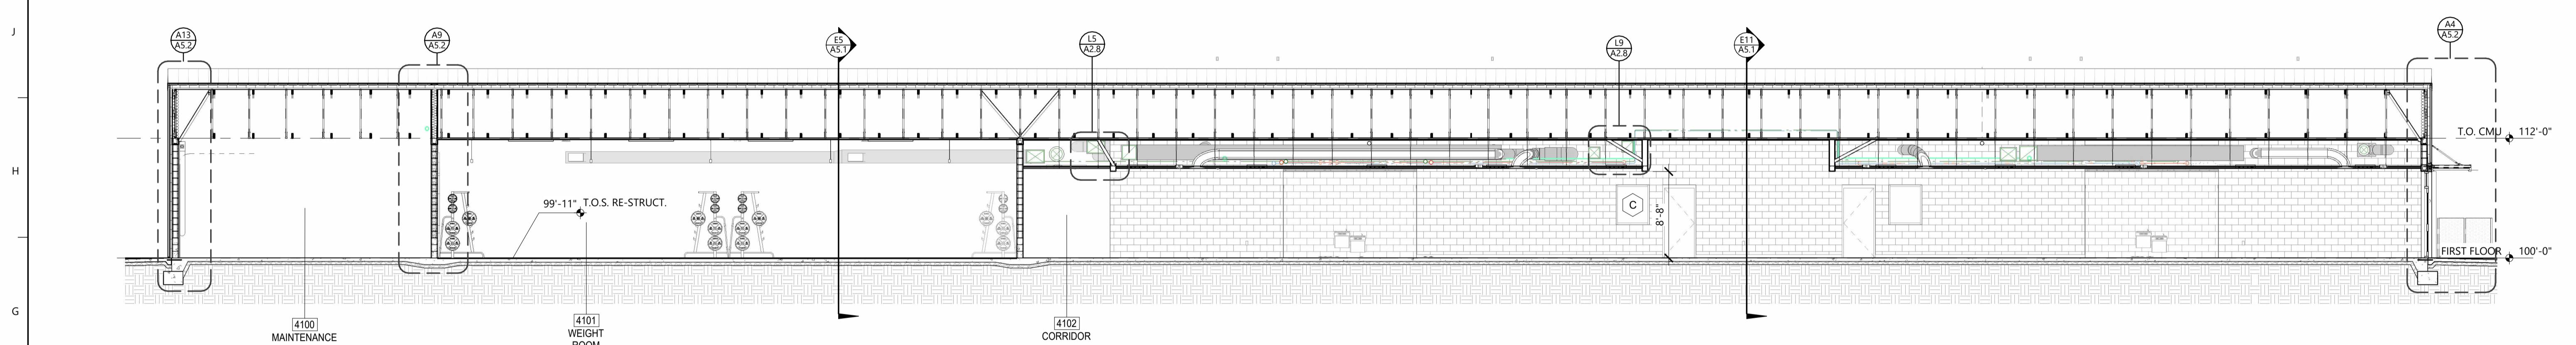 J
A13
A5.2
A9
A5.2
E5
A5.1
L5
A2.8
L9
A2.8
E11
A5.1
A4
A5.2
T.O. CMU 112'-0"
H
99'-11" T.O.S. RE-STRUCT.
C
8'-8"
FIRST FLOOR 100'-0"
G
4100
MAINTENANCE
4101
WEIGHT
ROOM
4102
CORRIDOR